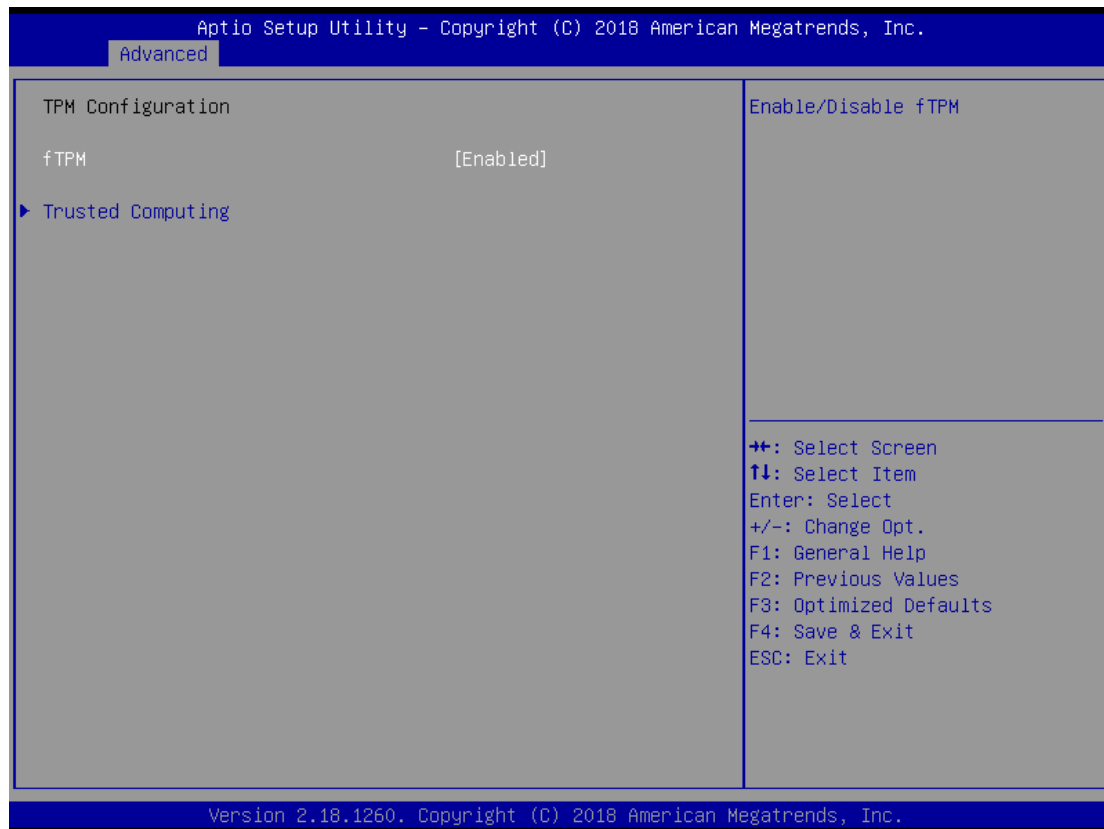 Aptio Setup Utility – Copyright (C) 2018 American Megatrends, Inc.
Advanced
TPM Configuration
fTPM [Enabled]
Trusted Computing
Enable/Disable fTPM
→←: Select Screen
↑↓: Select Item
Enter: Select
+/-: Change Opt.
F1: General Help
F2: Previous Values
F3: Optimized Defaults
F4: Save & Exit
ESC: Exit
Version 2.18.1260. Copyright (C) 2018 American Megatrends, Inc.